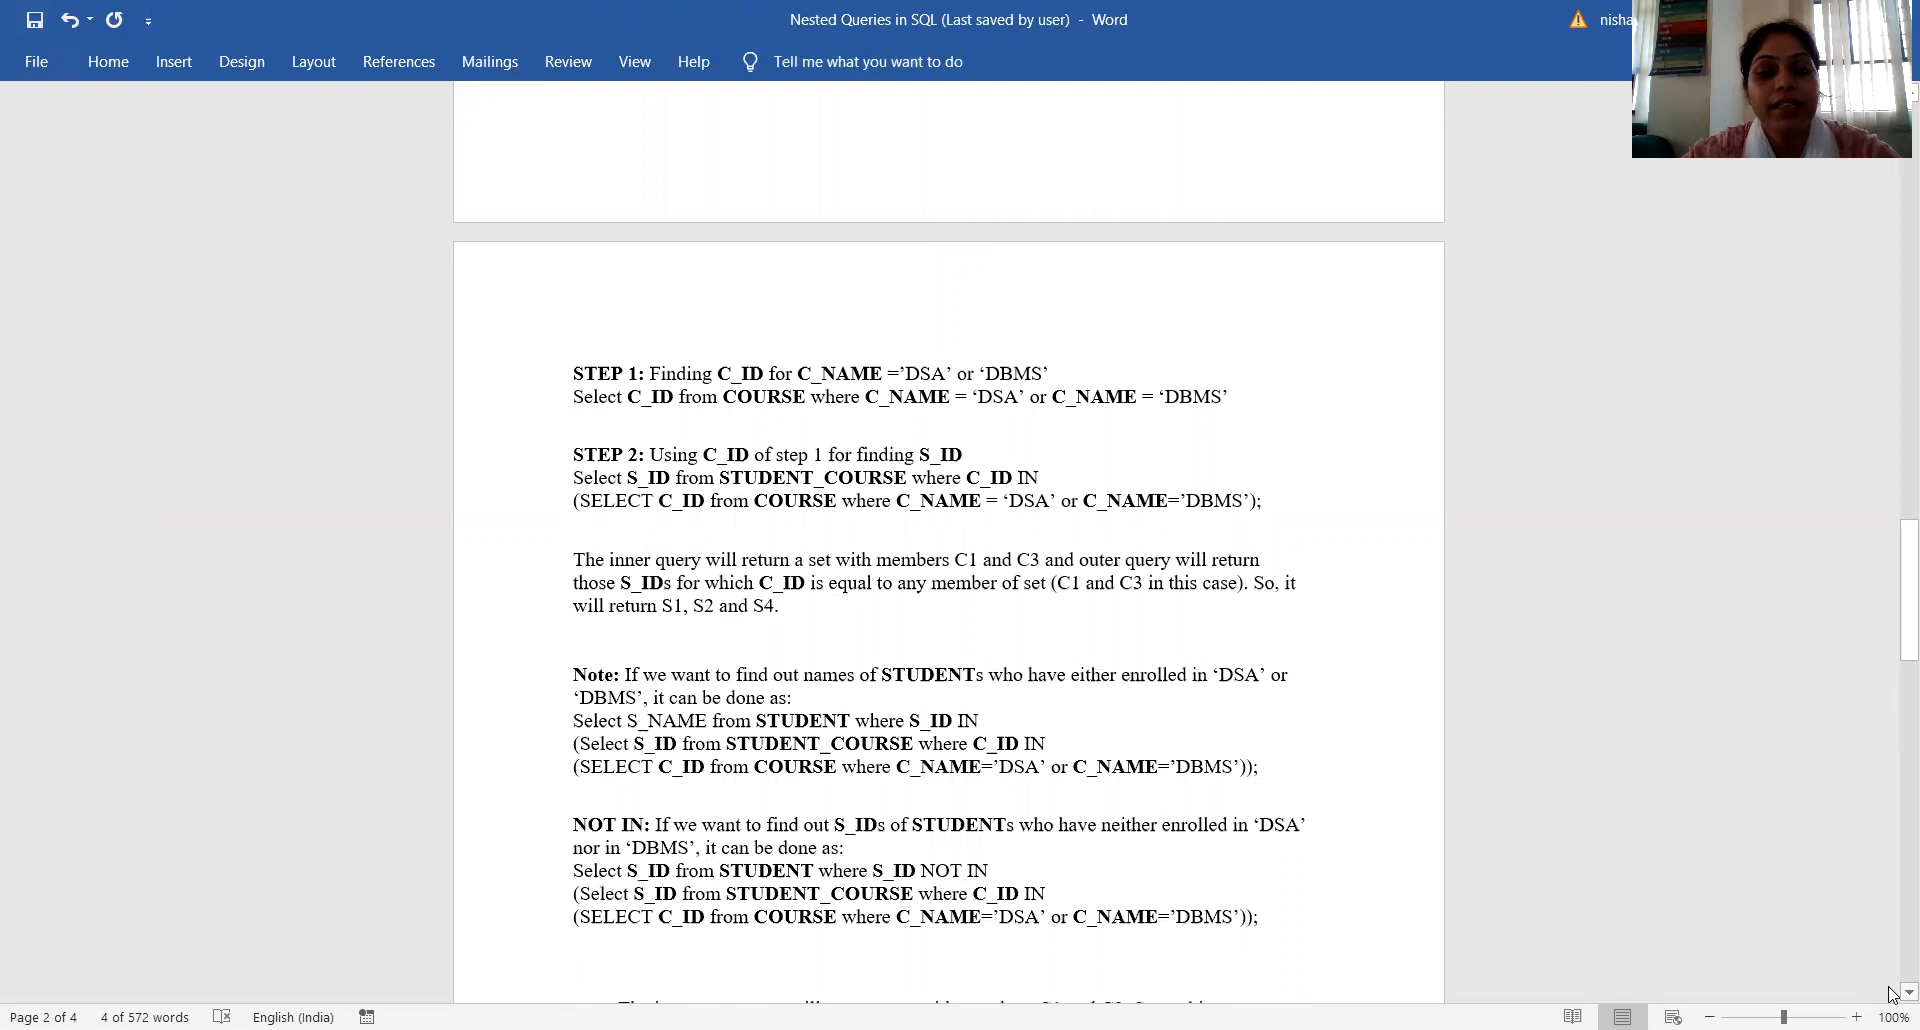 Nested Queries in SQL (Last saved by user) - Word
nisha
File Home Insert Design Layout References Mailings Review View Help Tell me what you want to do
STEP 1: Finding C_ID for C_NAME =’DSA’ or ‘DBMS’
Select C_ID from COURSE where C_NAME = ‘DSA’ or C_NAME = ‘DBMS’
STEP 2: Using C_ID of step 1 for finding S_ID
Select S_ID from STUDENT_COURSE where C_ID IN
(SELECT C_ID from COURSE where C_NAME = ‘DSA’ or C_NAME=’DBMS’);
The inner query will return a set with members C1 and C3 and outer query will return
those S_IDs for which C_ID is equal to any member of set (C1 and C3 in this case). So, it
will return S1, S2 and S4.
Note: If we want to find out names of STUDENTs who have either enrolled in ‘DSA’ or
‘DBMS’, it can be done as:
Select S_NAME from STUDENT where S_ID IN
(Select S_ID from STUDENT_COURSE where C_ID IN
(SELECT C_ID from COURSE where C_NAME=’DSA’ or C_NAME=’DBMS’));
NOT IN: If we want to find out S_IDs of STUDENTs who have neither enrolled in ‘DSA’
nor in ‘DBMS’, it can be done as:
Select S_ID from STUDENT where S_ID NOT IN
(Select S_ID from STUDENT_COURSE where C_ID IN
(SELECT C_ID from COURSE where C_NAME=’DSA’ or C_NAME=’DBMS’));
Page 2 of 4 4 of 572 words English (India) 100%